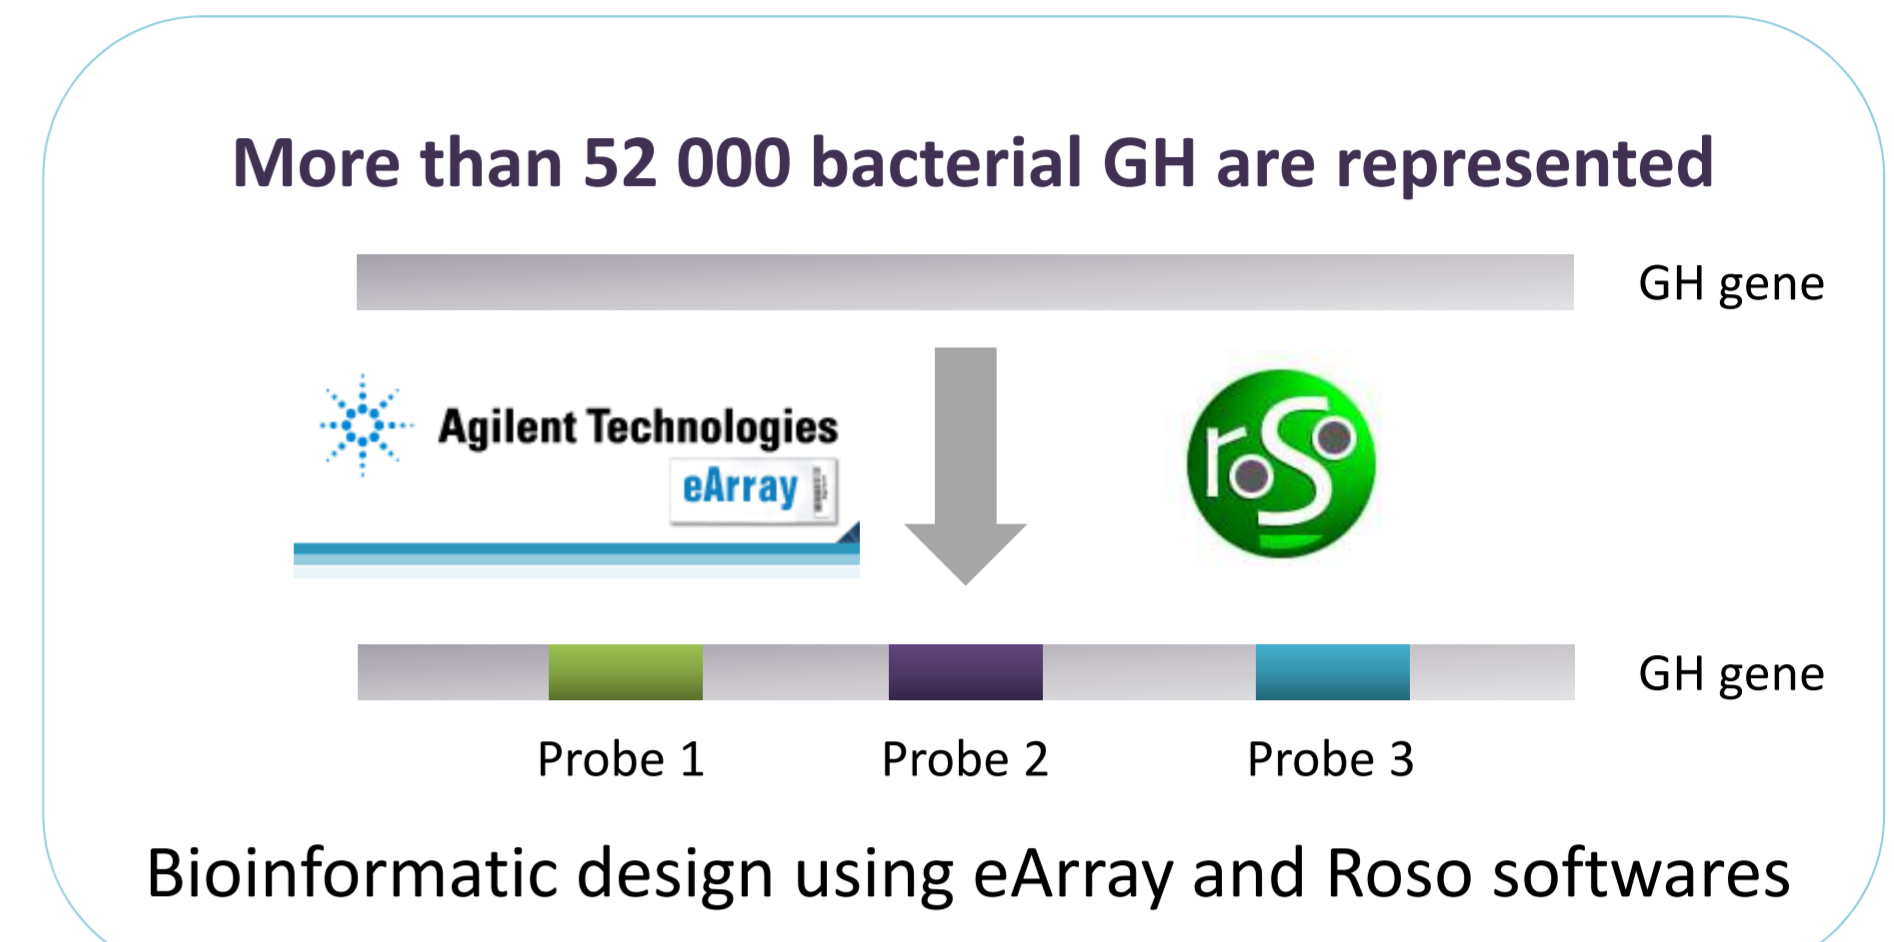 More than 52 000 bacterial GH are represented
GH gene
Agilent Technologies
eArray
roSo
GH gene
Probe 1
Probe 2
Probe 3
Bioinformatic design using eArray and Roso softwares